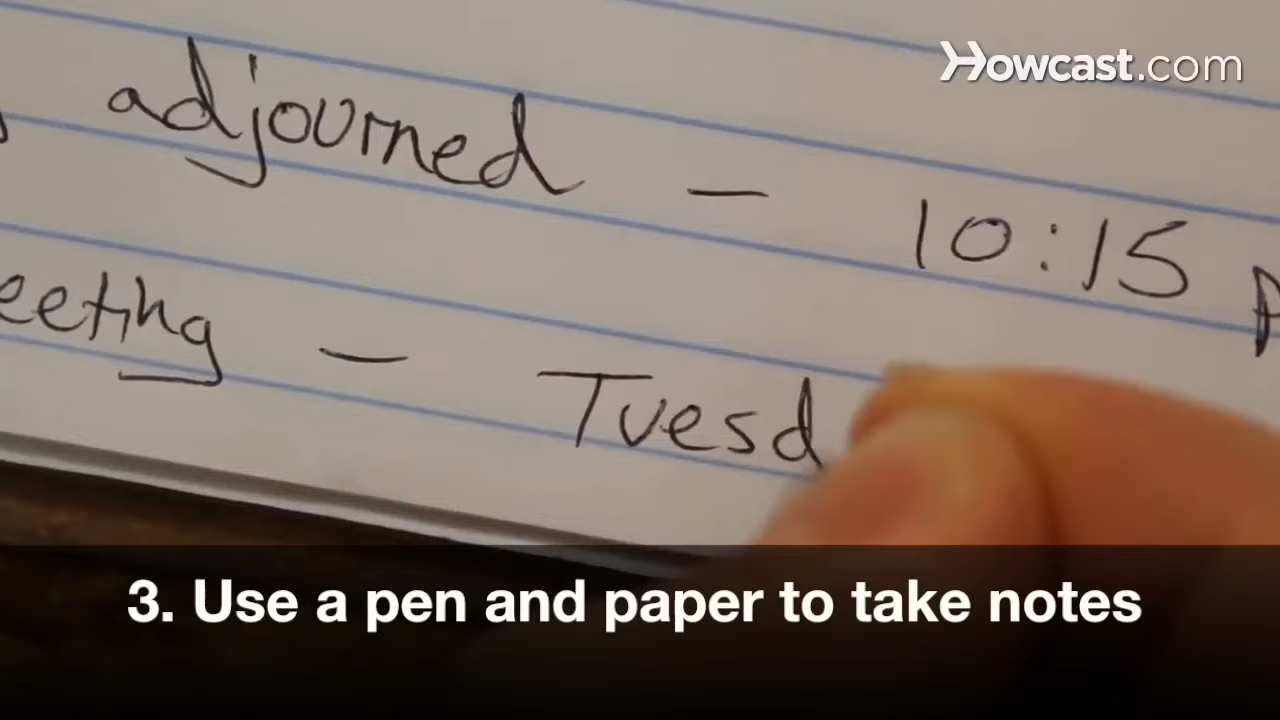 Howcast.com
adjourned — 10:15
eeting — Tuesd
3. Use a pen and paper to take notes